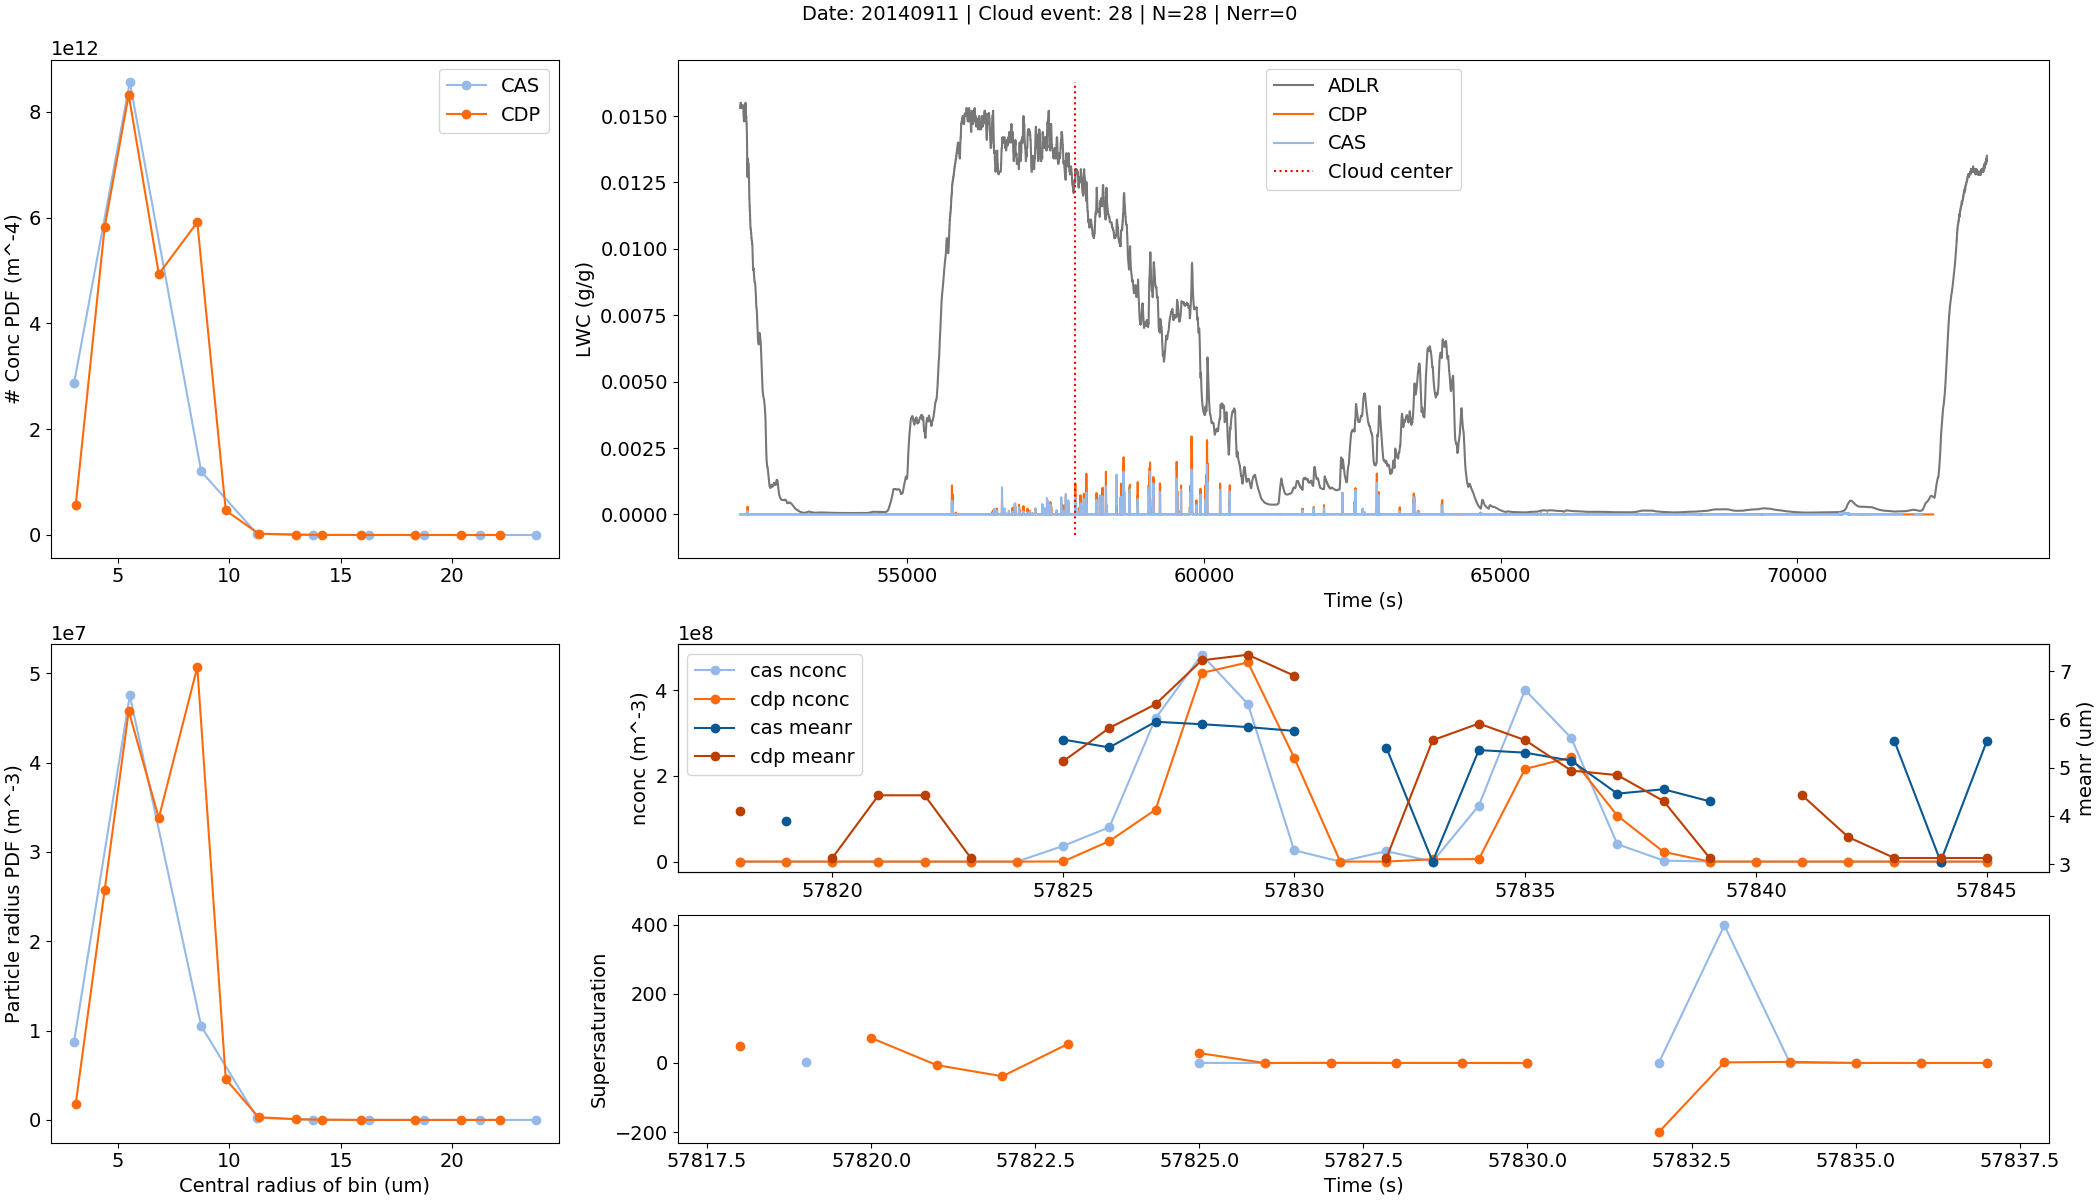 Date: 20140911 | Cloud event: 28 | N=28 | Nerr=0
1e12
# Conc PDF (m^-4)
8
6
4
2
0
5 10 15 20
CAS
CDP
LWC (g/g)
0.0150
0.0125
0.0100
0.0075
0.0050
0.0025
0.0000
55000 60000 65000 70000
Time (s)
ADLR
CDP
CAS
Cloud center
1e7
Particle radius PDF (m^-3)
5
4
3
2
1
0
5 10 15 20
Central radius of bin (um)
1e8
nconc (m^-3)
4
2
0
cas nconc
cdp nconc
cas meanr
cdp meanr
7
6
5
4
3
meanr (um)
57820 57825 57830 57835 57840 57845
Supersaturation
400
200
0
−200
57817.5 57820.0 57822.5 57825.0 57827.5 57830.0 57832.5 57835.0 57837.5
Time (s)